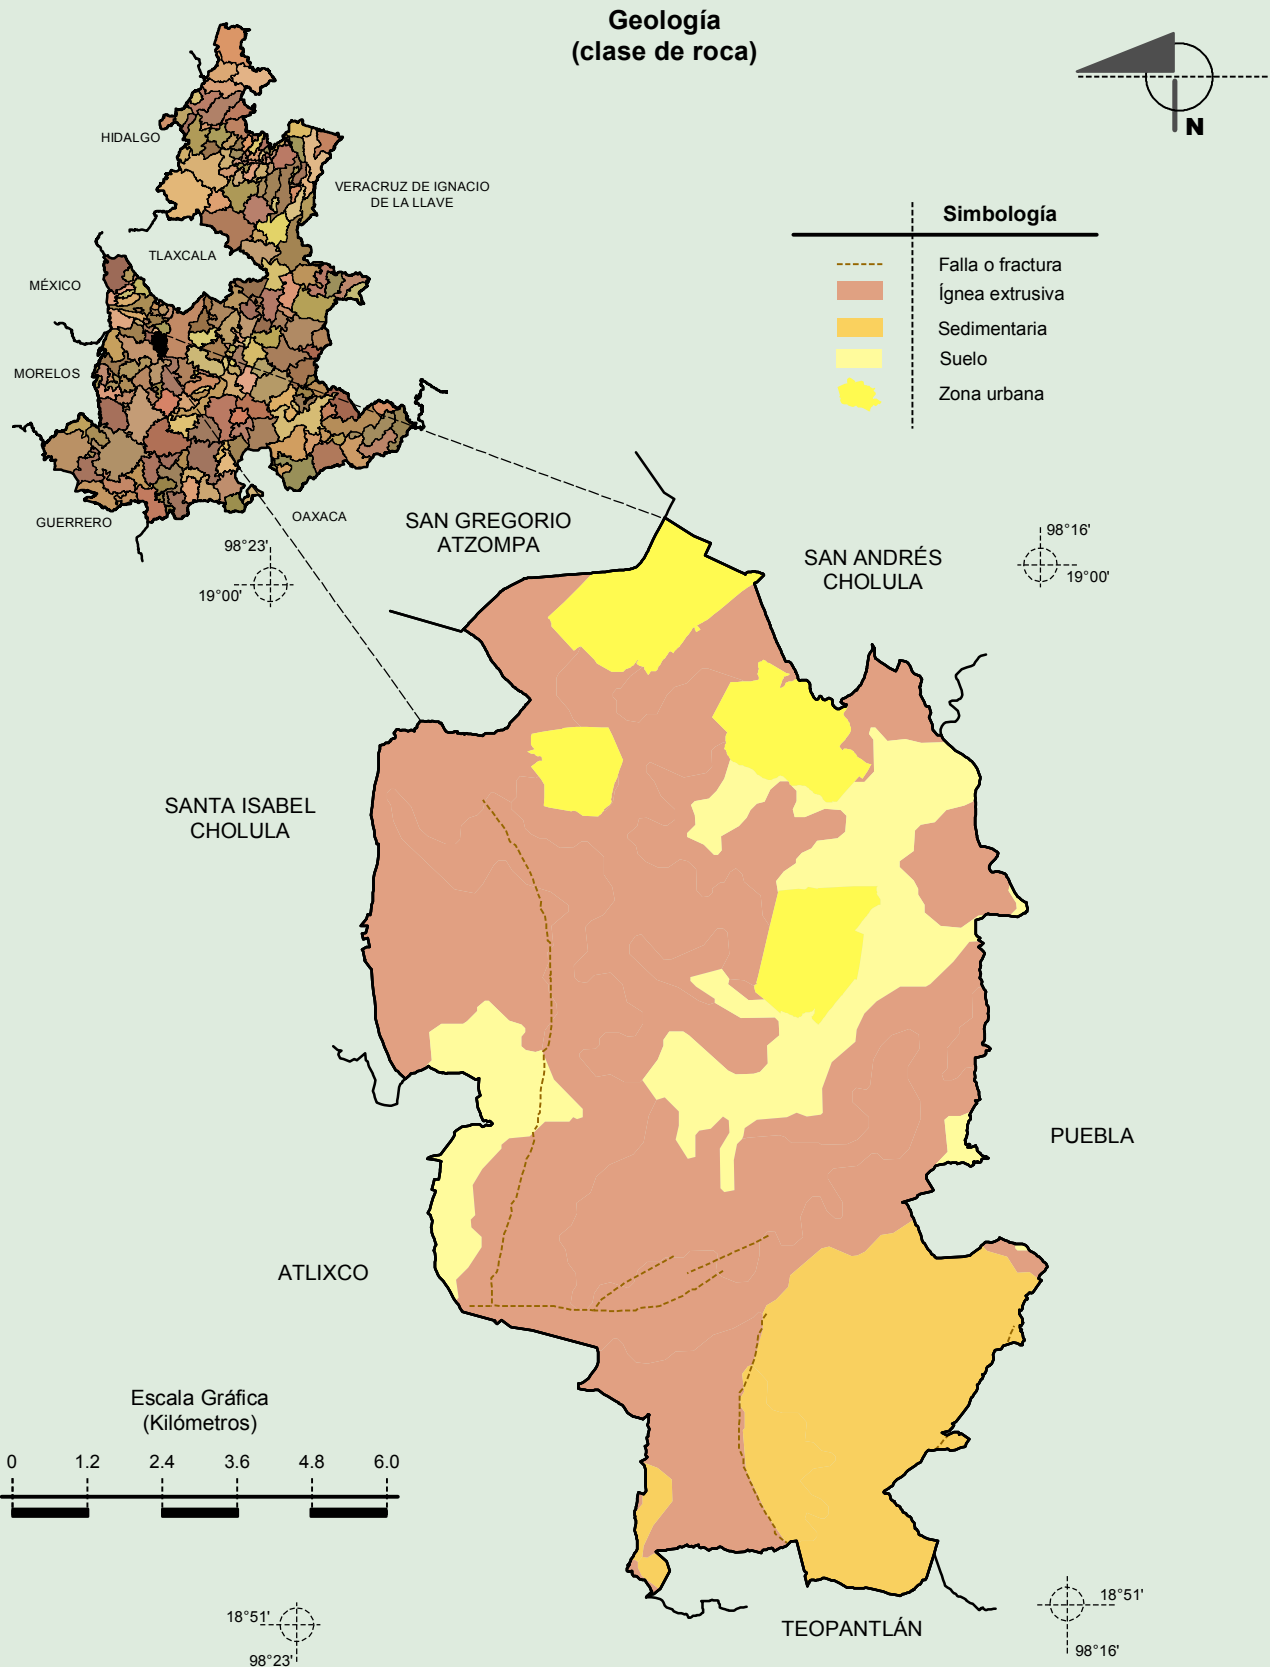 Geología
(clase de roca)
N
HIDALGO
VERACRUZ DE IGNACIO
DE LA LLAVE
TLAXCALA
MÉXICO
MORELOS
GUERRERO
OAXACA
Simbología
Falla o fractura
Ígnea extrusiva
Sedimentaria
Suelo
Zona urbana
98°23'
19°00'
98°16'
19°00'
SAN GREGORIO
ATZOMPA
SAN ANDRÉS
CHOLULA
SANTA ISABEL
CHOLULA
PUEBLA
ATLIXCO
TEOPANTLÁN
Escala Gráfica
(Kilómetros)
0 1.2 2.4 3.6 4.8 6.0
18°51'
98°23'
18°51'
98°16'